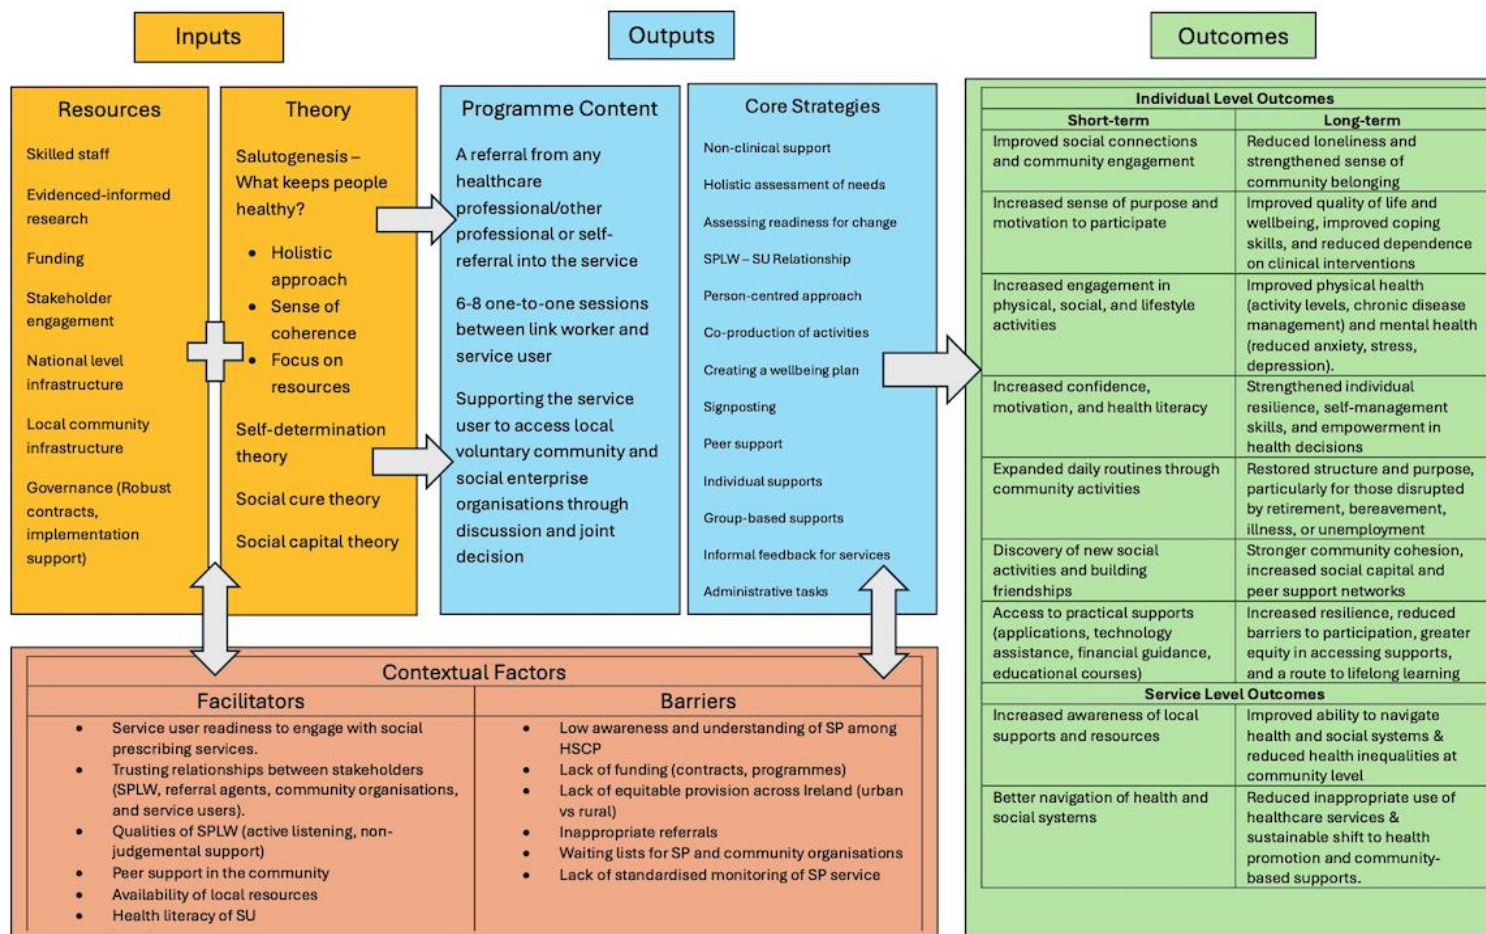 Inputs
Outputs
Outcomes
Resources
Skilled staff
Evidenced-informed
research
Funding
Stakeholder
engagement
National level
infrastructure
Local community
infrastructure
Governance (Robust
contracts,
implementation
support)
Theory
Salutogenesis –
What keeps people
healthy?
• Holistic
approach
• Sense of
coherence
• Focus on
resources
Self-determination
theory
Social cure theory
Social capital theory
Programme Content
A referral from any
healthcare
professional/other
professional or self-
referral into the service
6-8 one-to-one sessions
between link worker and
service user
Supporting the service
user to access local
voluntary community and
social enterprise
organisations through
discussion and joint
decision
Core Strategies
Non-clinical support
Holistic assessment of needs
Assessing readiness for change
SPLW – SU Relationship
Person-centred approach
Co-production of activities
Creating a wellbeing plan
Signposting
Peer support
Individual supports
Group-based supports
Informal feedback for services
Administrative tasks
Individual Level Outcomes
Short-term
Long-term
Improved social connections
and community engagement
Reduced loneliness and
strengthened sense of
community belonging
Increased sense of purpose and
motivation to participate
Improved quality of life and
wellbeing, improved coping
skills, and reduced dependence
on clinical interventions
Increased engagement in
physical, social, and lifestyle
activities
Improved physical health
(activity levels, chronic disease
management) and mental health
(reduced anxiety, stress,
depression).
Increased confidence,
motivation, and health literacy
Strengthened individual
resilience, self-management
skills, and empowerment in
health decisions
Expanded daily routines through
community activities
Restored structure and purpose,
particularly for those disrupted
by retirement, bereavement,
illness, or unemployment
Discovery of new social
activities and building
friendships
Stronger community cohesion,
increased social capital and
peer support networks
Access to practical supports
(applications, technology
assistance, financial guidance,
educational courses)
Increased resilience, reduced
barriers to participation, greater
equity in accessing supports,
and a route to lifelong learning
Service Level Outcomes
Increased awareness of local
supports and resources
Improved ability to navigate
health and social systems &
reduced health inequalities at
community level
Better navigation of health and
social systems
Reduced inappropriate use of
healthcare services &
sustainable shift to health
promotion and community-
based supports.
Contextual Factors
Facilitators
• Service user readiness to engage with social
prescribing services.
• Trusting relationships between stakeholders
(SPLW, referral agents, community organisations,
and service users).
• Qualities of SPLW (active listening, non-
judgemental support)
• Peer support in the community
• Availability of local resources
• Health literacy of SU
Barriers
• Low awareness and understanding of SP among
HSCP
• Lack of funding (contracts, programmes)
• Lack of equitable provision across Ireland (urban
vs rural)
• Inappropriate referrals
• Waiting lists for SP and community organisations
• Lack of standardised monitoring of SP service